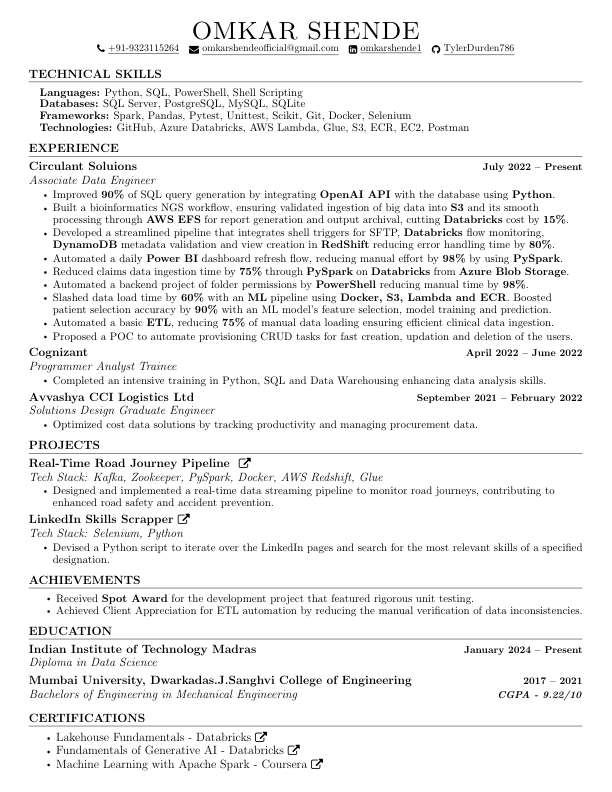 OMKAR SHENDE
+91-9323115264 omkarshendeofficial@gmail.com omkarshende1 TylerDurden786
TECHNICAL SKILLS
Languages: Python, SQL, PowerShell, Shell Scripting
Databases: SQL Server, PostgreSQL, MySQL, SQLite
Frameworks: Spark, Pandas, Pytest, Unittest, Scikit, Git, Docker, Selenium
Technologies: GitHub, Azure Databricks, AWS Lambda, Glue, S3, ECR, EC2, Postman
EXPERIENCE
Circulant Soluions July 2022 – Present
Associate Data Engineer
• Improved 90% of SQL query generation by integrating OpenAI API with the database using Python.
• Built a bioinformatics NGS workflow, ensuring validated ingestion of big data into S3 and its smooth
processing through AWS EFS for report generation and output archival, cutting Databricks cost by 15%.
• Developed a streamlined pipeline that integrates shell triggers for SFTP, Databricks flow monitoring,
DynamoDB metadata validation and view creation in RedShift reducing error handling time by 80%.
• Automated a daily Power BI dashboard refresh flow, reducing manual effort by 98% by using PySpark.
• Reduced claims data ingestion time by 75% through PySpark on Databricks from Azure Blob Storage.
• Automated a backend project of folder permissions by PowerShell reducing manual time by 98%.
• Slashed data load time by 60% with an ML pipeline using Docker, S3, Lambda and ECR. Boosted
patient selection accuracy by 90% with an ML model's feature selection, model training and prediction.
• Automated a basic ETL, reducing 75% of manual data loading ensuring efficient clinical data ingestion.
• Proposed a POC to automate provisioning CRUD tasks for fast creation, updation and deletion of the users.
Cognizant April 2022 – June 2022
Programmer Analyst Trainee
• Completed an intensive training in Python, SQL and Data Warehousing enhancing data analysis skills.
Avvashya CCI Logistics Ltd September 2021 – February 2022
Solutions Design Graduate Engineer
• Optimized cost data solutions by tracking productivity and managing procurement data.
PROJECTS
Real-Time Road Journey Pipeline
Tech Stack: Kafka, Zookeeper, PySpark, Docker, AWS Redshift, Glue
• Designed and implemented a real-time data streaming pipeline to monitor road journeys, contributing to
enhanced road safety and accident prevention.
LinkedIn Skills Scrapper
Tech Stack: Selenium, Python
• Devised a Python script to iterate over the LinkedIn pages and search for the most relevant skills of a specified
designation.
ACHIEVEMENTS
• Received Spot Award for the development project that featured rigorous unit testing.
• Achieved Client Appreciation for ETL automation by reducing the manual verification of data inconsistencies.
EDUCATION
Indian Institute of Technology Madras January 2024 – Present
Diploma in Data Science
Mumbai University, Dwarkadas.J.Sanghvi College of Engineering 2017 – 2021
Bachelors of Engineering in Mechanical Engineering CGPA - 9.22/10
CERTIFICATIONS
• Lakehouse Fundamentals - Databricks
• Fundamentals of Generative AI - Databricks
• Machine Learning with Apache Spark - Coursera